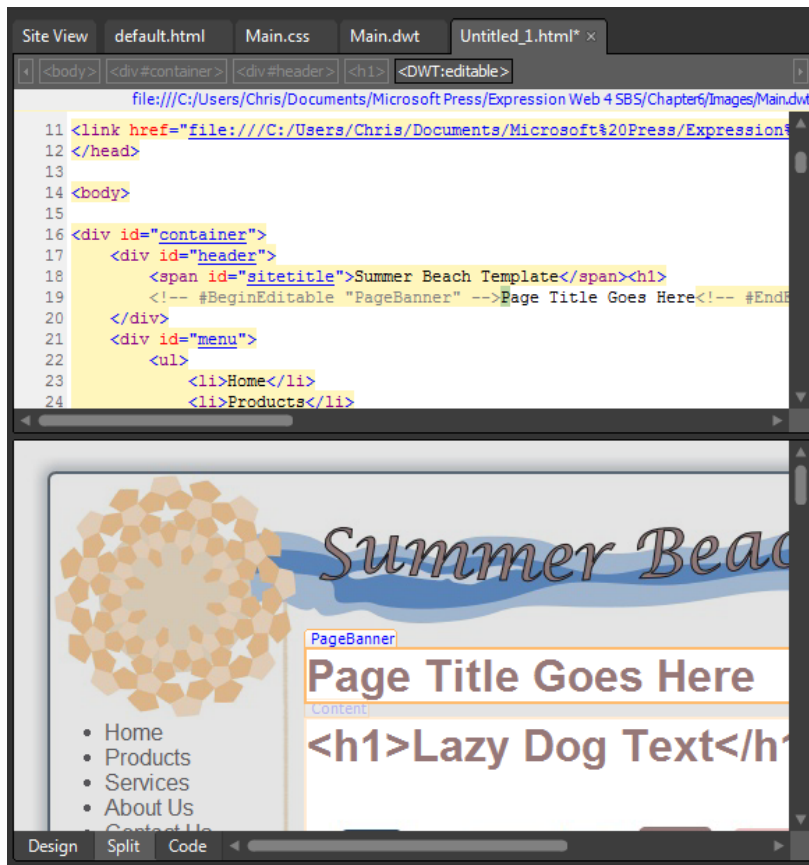 Site View default.html Main.css Main.dwt Untitled_1.html* ×
<body> <div#container> <div#header> <h1> <DWT:editable>
file:///C:/Users/Chris/Documents/Microsoft Press/Expression Web 4 SBS/Chapter6/Images/Main.dwt
11 <link href="file:///C:/Users/Chris/Documents/Microsoft%20Press/Expression%
12 </head>
13
14 <body>
15
16 <div id="container">
17 <div id="header">
18 <span id="sitetitle">Summer Beach Template</span><h1>
19 <!-- #BeginEditable "PageBanner" -->Page Title Goes Here<!-- #EndE
20 </div>
21 <div id="menu">
22 <ul>
23 <li>Home</li>
24 <li>Products</li>
Summer Beac
PageBanner
Page Title Goes Here
Content
<h1>Lazy Dog Text</h1
Home
Products
Services
About Us
Contact Us
Design Split Code